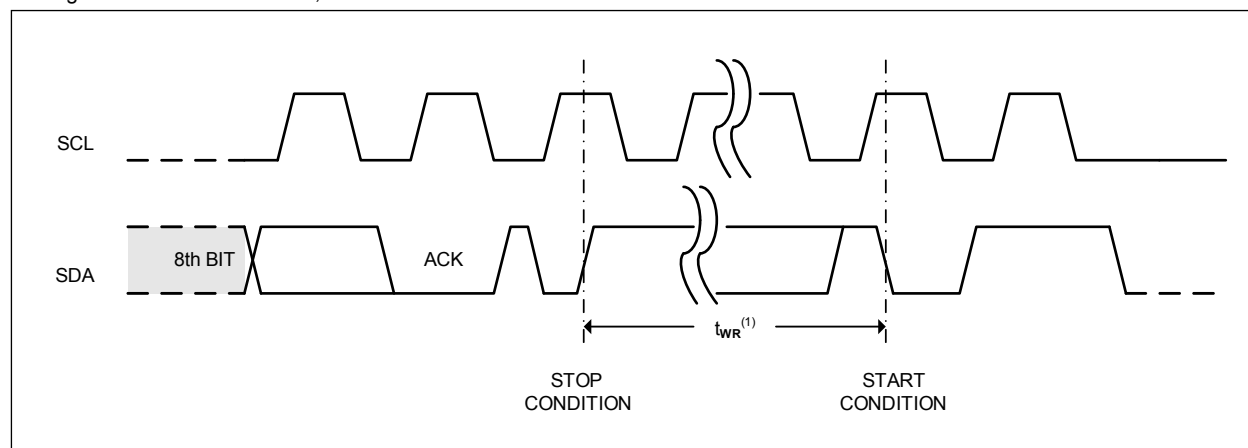 SCL
8th BIT
ACK
SDA
tWR(1)
STOP
CONDITION
START
CONDITION